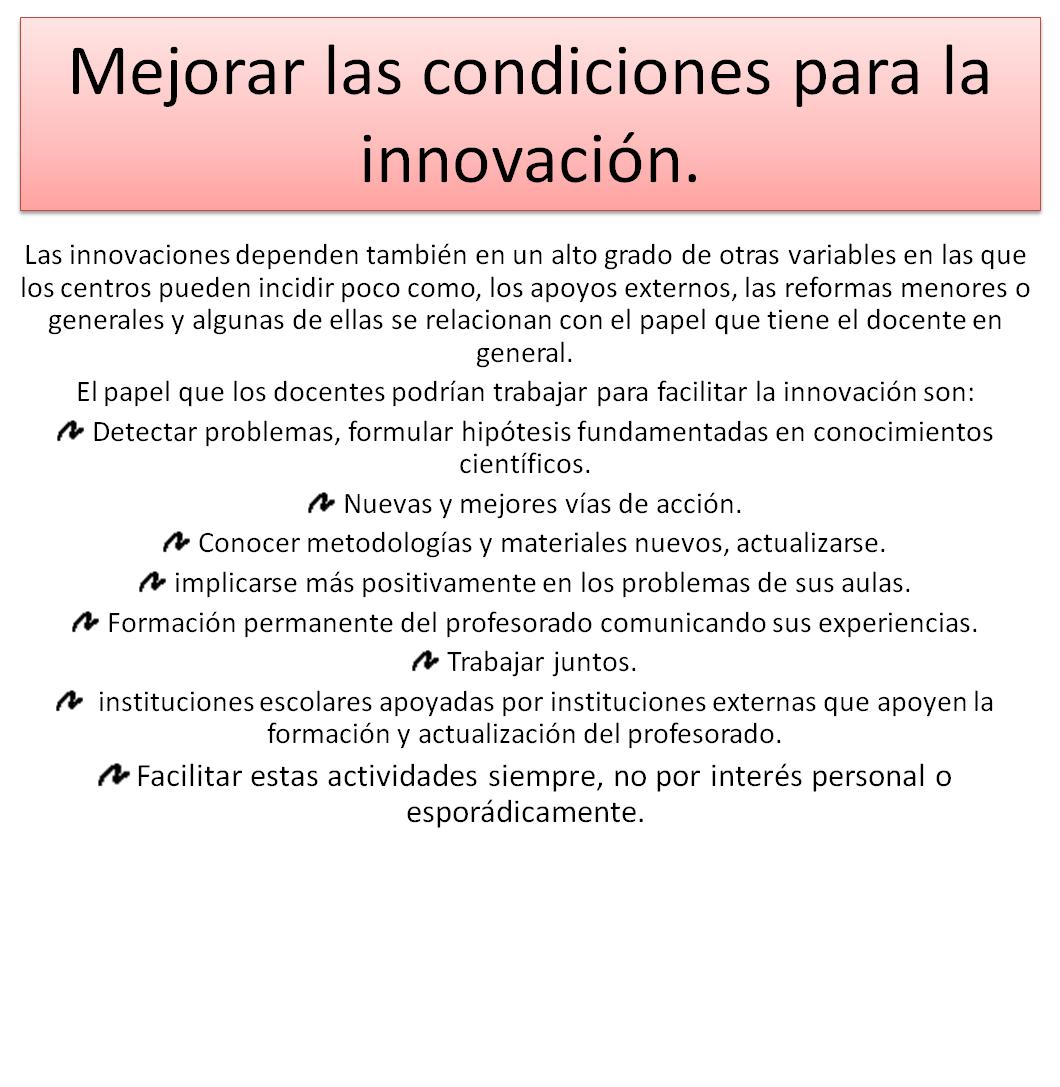 Mejorar las condiciones para la
innovación.
Las innovaciones dependen también en un alto grado de otras variables en las que
los centros pueden incidir poco como, los apoyos externos, las reformas menores o
generales y algunas de ellas se relacionan con el papel que tiene el docente en
general.
El papel que los docentes podrían trabajar para facilitar la innovación son:
Detectar problemas, formular hipótesis fundamentadas en conocimientos
científicos.
Nuevas y mejores vías de acción.
Conocer metodologías y materiales nuevos, actualizarse.
implicarse más positivamente en los problemas de sus aulas.
Formación permanente del profesorado comunicando sus experiencias.
Trabajar juntos.
instituciones escolares apoyadas por instituciones externas que apoyen la
formación y actualización del profesorado.
Facilitar estas actividades siempre, no por interés personal o
esporádicamente.